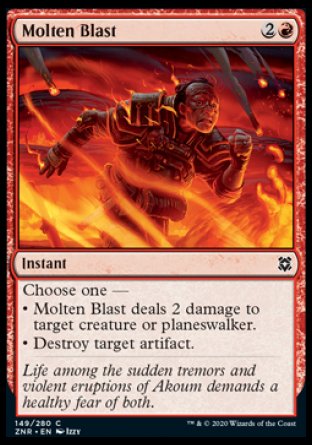 Molten Blast 2
Instant
Choose one —
• Molten Blast deals 2 damage to
target creature or planeswalker.
• Destroy target artifact.
Life among the sudden tremors and
violent eruptions of Akoum demands a
healthy fear of both.
149/280 C
ZNR • EN Izzy
™ & © 2020 Wizards of the Coast